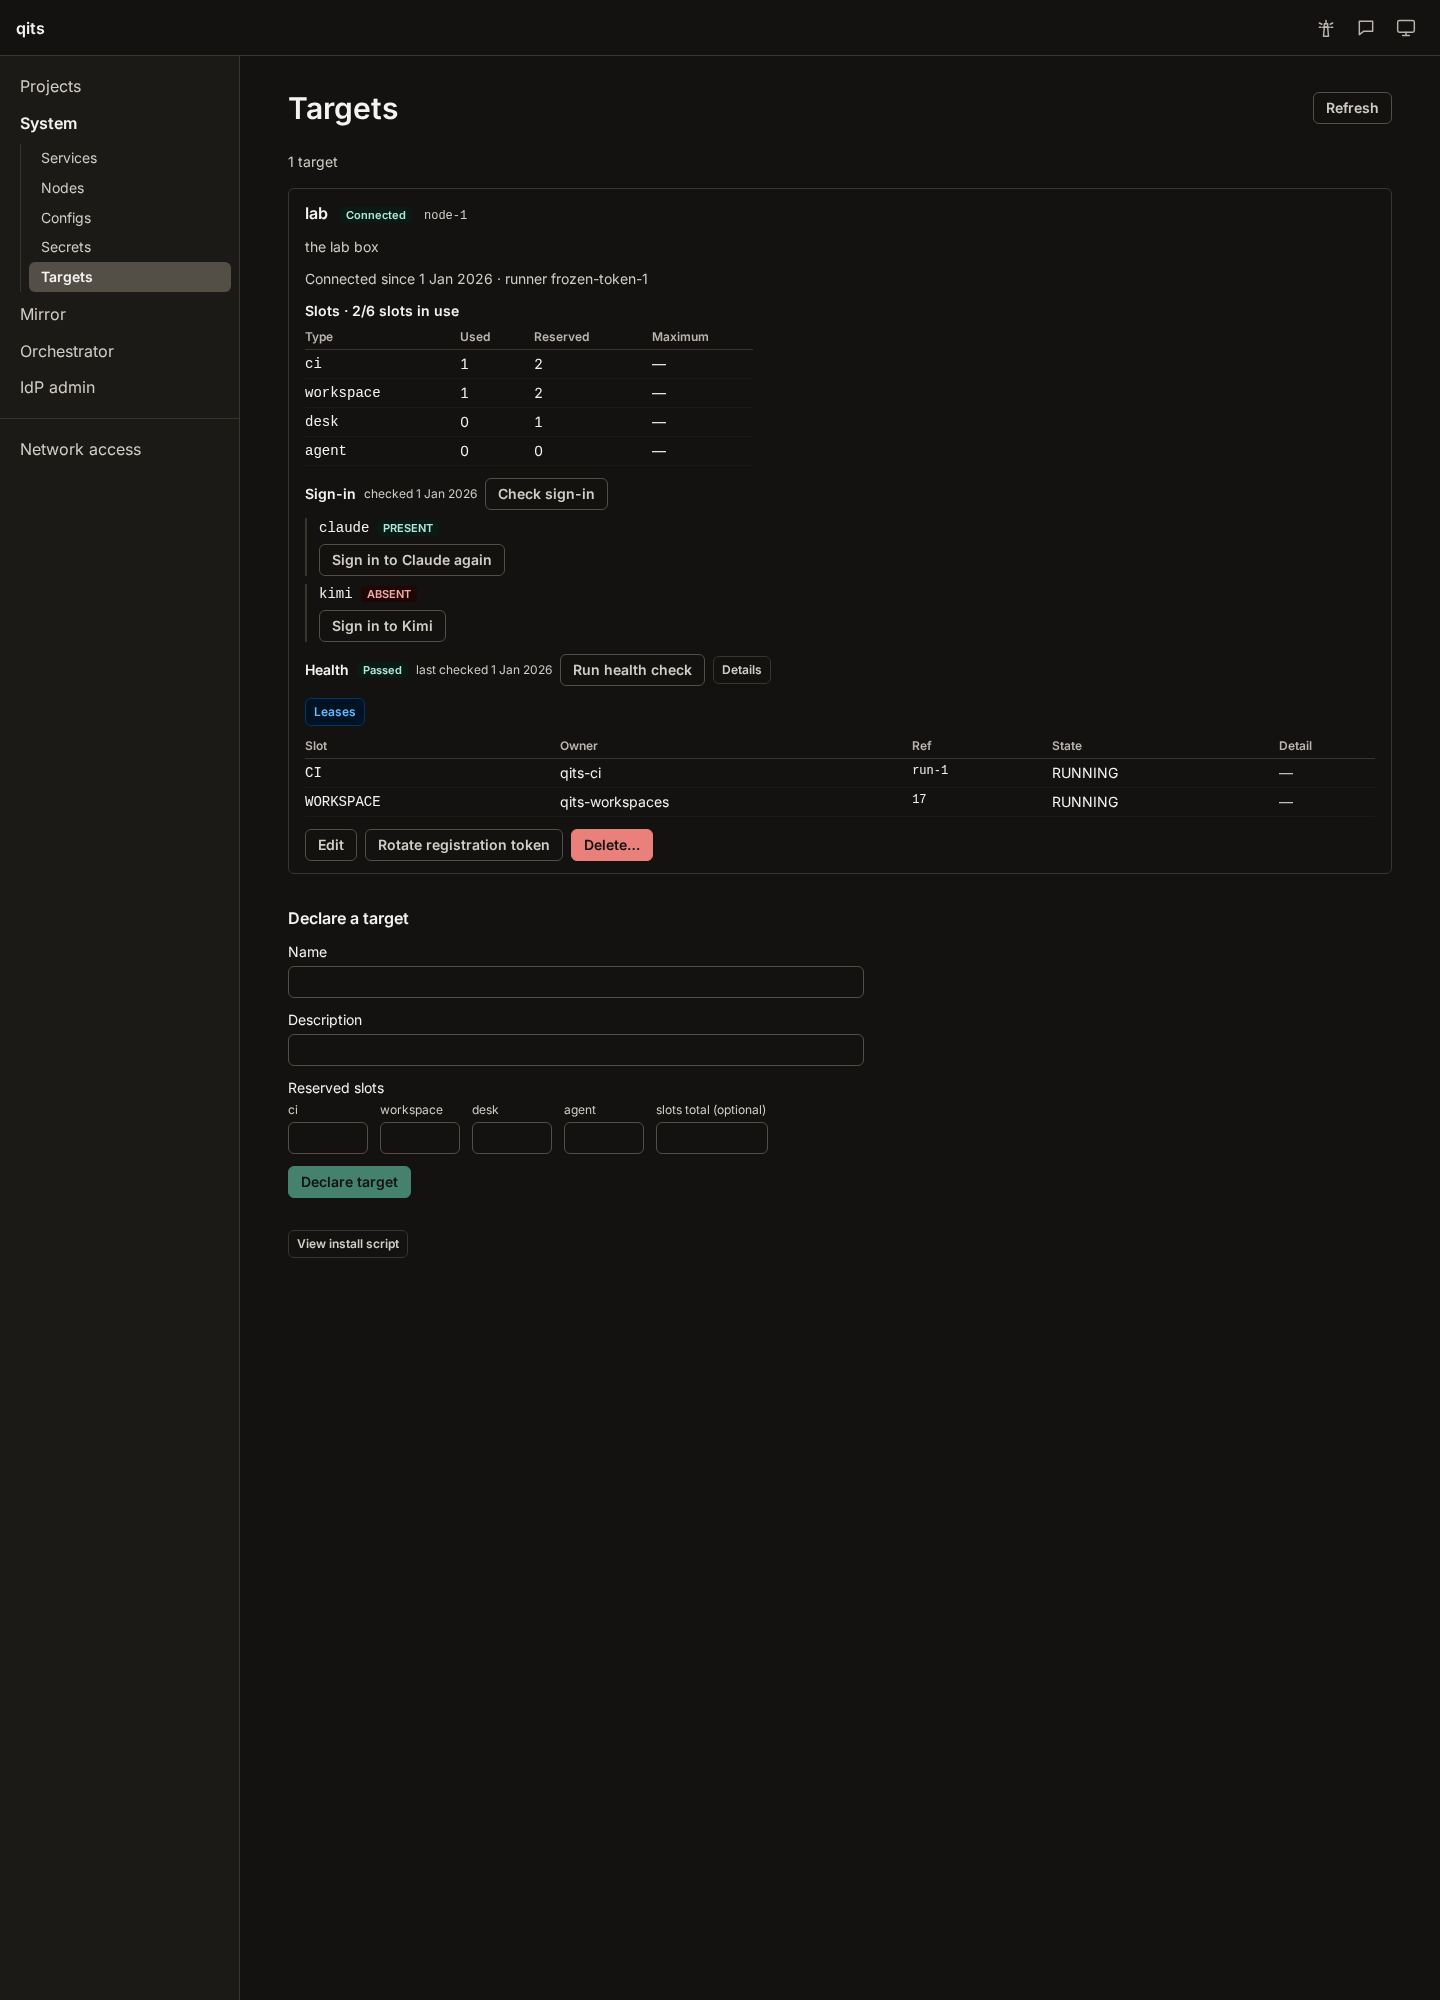 qits
Projects
System
Services
Nodes
Configs
Secrets
Targets
Mirror
Orchestrator
IdP admin
Network access
Targets
Refresh
1 target
lab Connected node-1
the lab box
Connected since 1 Jan 2026 · runner frozen-token-1
Slots · 2/6 slots in use
Type Used Reserved Maximum
ci 1 2 —
workspace 1 2 —
desk 0 1 —
agent 0 0 —
Sign-in checked 1 Jan 2026 Check sign-in
claude PRESENT
Sign in to Claude again
kimi ABSENT
Sign in to Kimi
Health Passed last checked 1 Jan 2026 Run health check Details
Leases
Slot Owner Ref State Detail
CI qits-ci run-1 RUNNING —
WORKSPACE qits-workspaces 17 RUNNING —
Edit Rotate registration token Delete…
Declare a target
Name
Description
Reserved slots
ci workspace desk agent slots total (optional)
Declare target
View install script